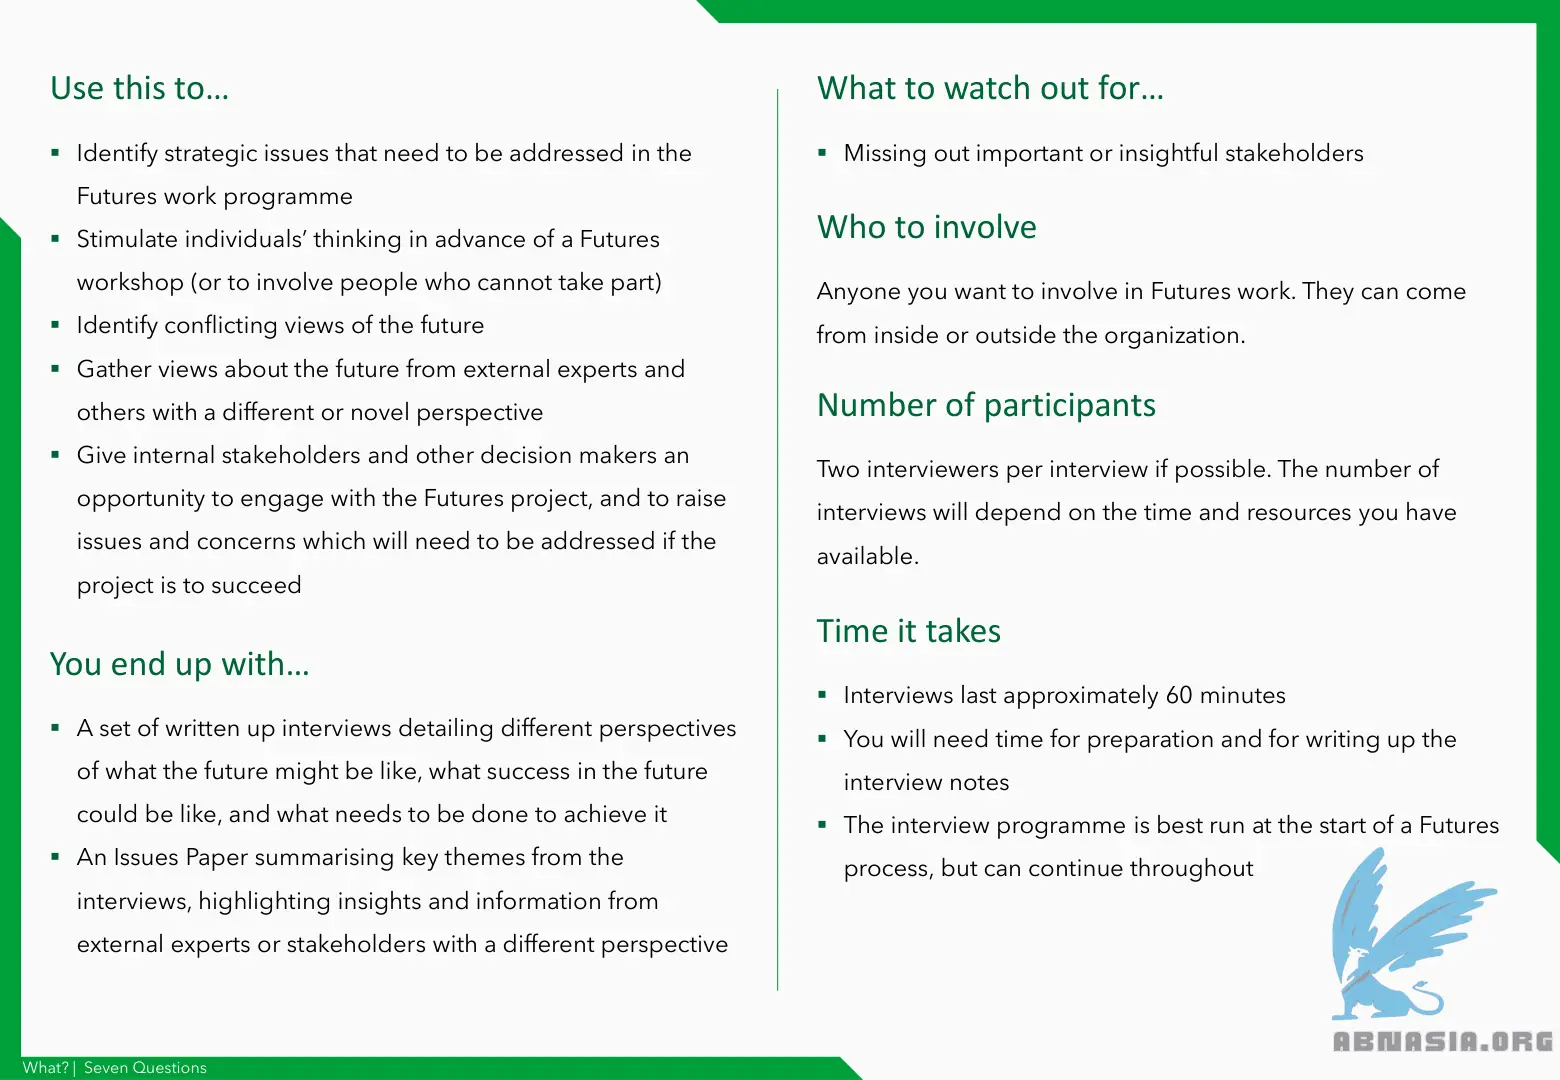 Use this to…
▪ Identify strategic issues that need to be addressed in the
Futures work programme
▪ Stimulate individuals’ thinking in advance of a Futures
workshop (or to involve people who cannot take part)
▪ Identify conflicting views of the future
▪ Gather views about the future from external experts and
others with a different or novel perspective
▪ Give internal stakeholders and other decision makers an
opportunity to engage with the Futures project, and to raise
issues and concerns which will need to be addressed if the
project is to succeed
You end up with…
▪ A set of written up interviews detailing different perspectives
of what the future might be like, what success in the future
could be like, and what needs to be done to achieve it
▪ An Issues Paper summarising key themes from the
interviews, highlighting insights and information from
external experts or stakeholders with a different perspective
What to watch out for…
▪ Missing out important or insightful stakeholders
Who to involve
Anyone you want to involve in Futures work. They can come
from inside or outside the organization.
Number of participants
Two interviewers per interview if possible. The number of
interviews will depend on the time and resources you have
available.
Time it takes
▪ Interviews last approximately 60 minutes
▪ You will need time for preparation and for writing up the
interview notes
▪ The interview programme is best run at the start of a Futures
process, but can continue throughout
ABNASIA.ORG
What? | Seven Questions